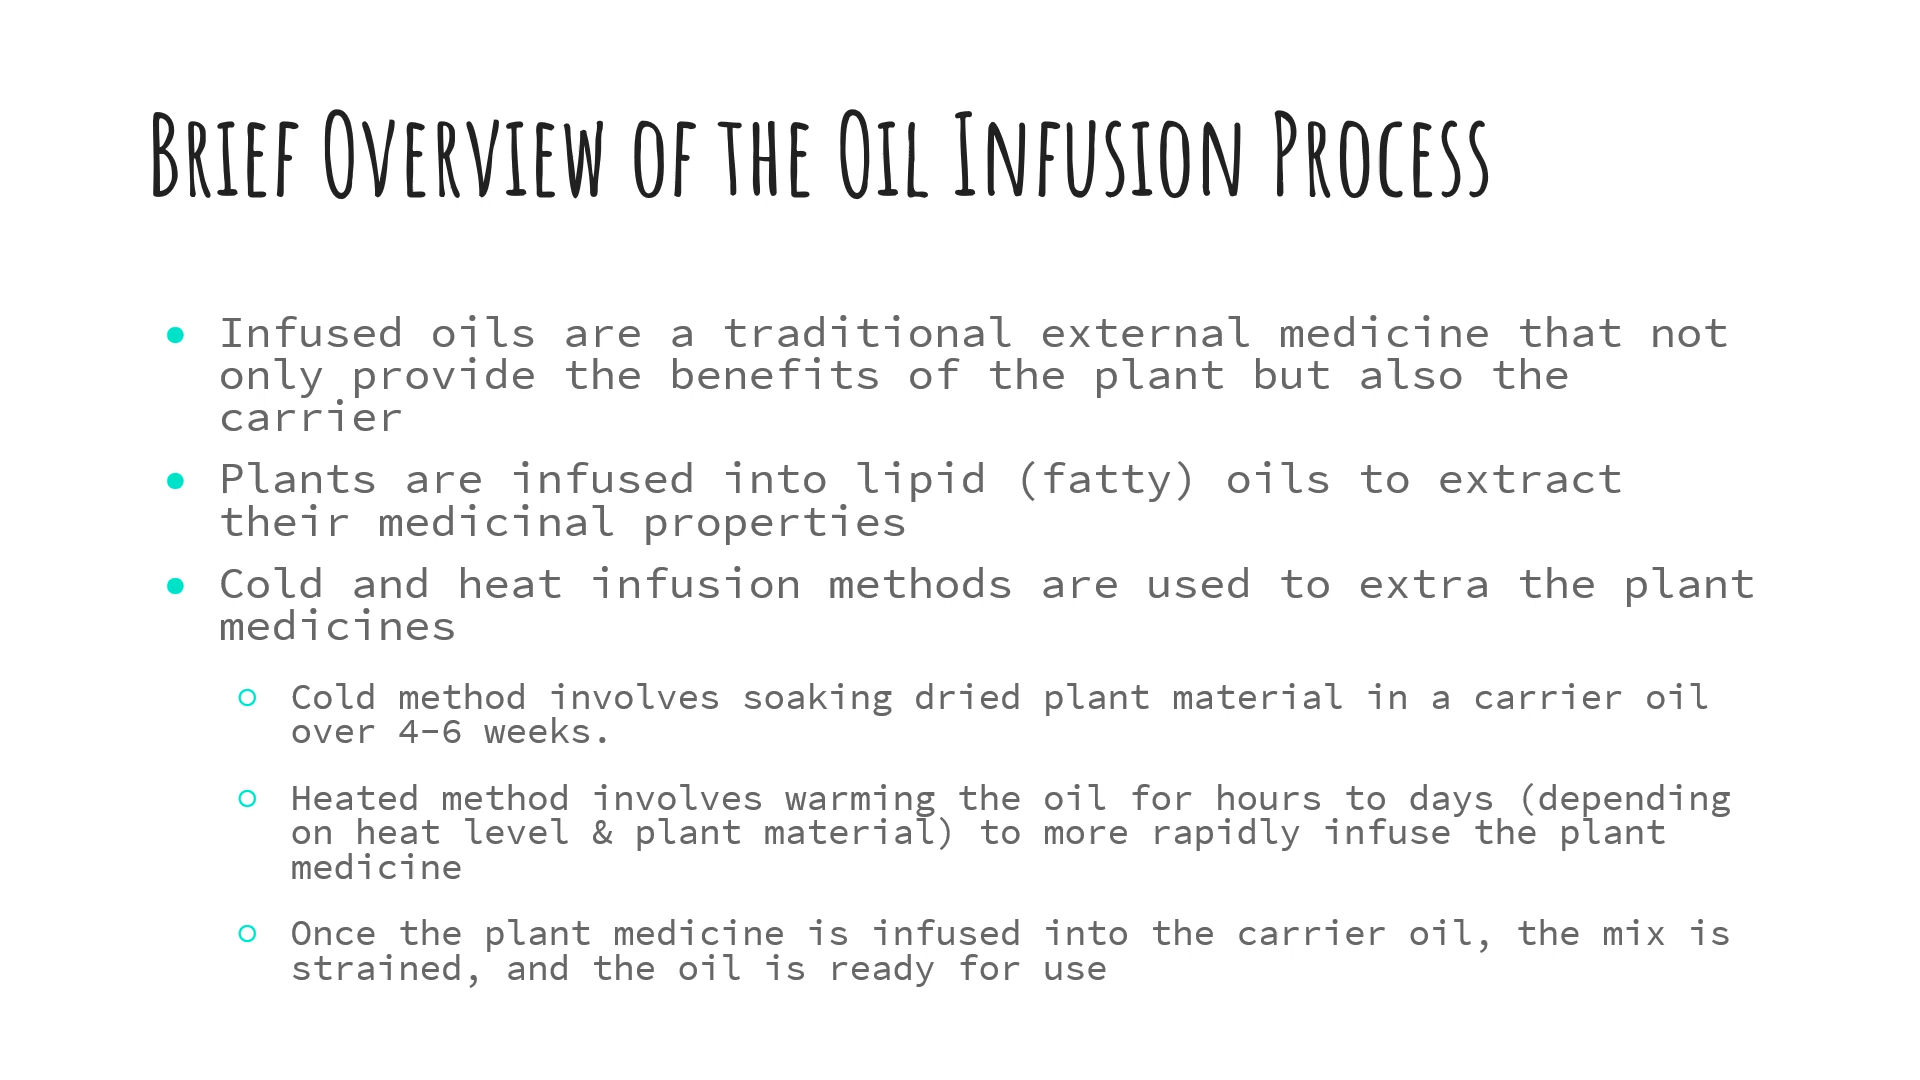 Brief Overview of the Oil Infusion Process
● Infused oils are a traditional external medicine that not
only provide the benefits of the plant but also the
carrier
● Plants are infused into lipid (fatty) oils to extract
their medicinal properties
● Cold and heat infusion methods are used to extra the plant
medicines
○ Cold method involves soaking dried plant material in a carrier oil
over 4-6 weeks.
○ Heated method involves warming the oil for hours to days (depending
on heat level & plant material) to more rapidly infuse the plant
medicine
○ Once the plant medicine is infused into the carrier oil, the mix is
strained, and the oil is ready for use